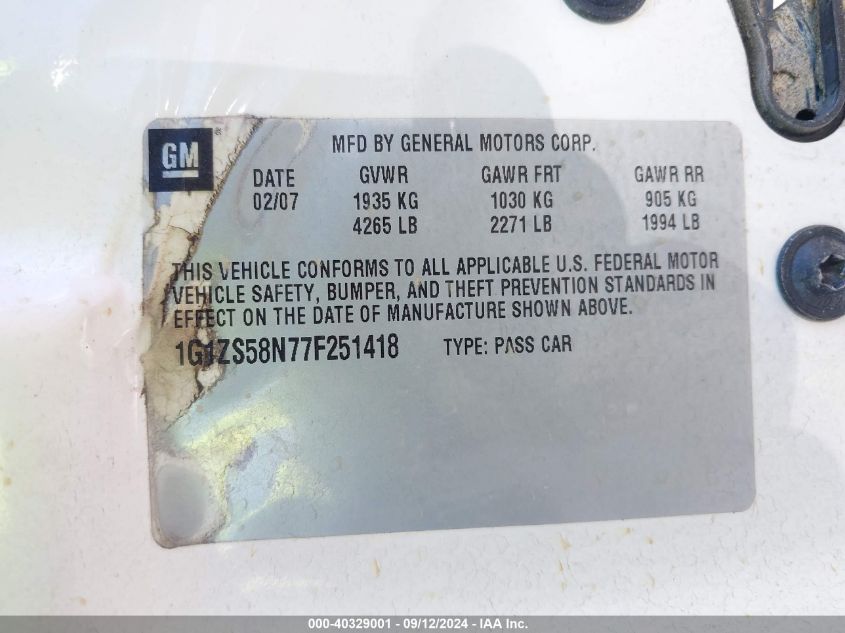 GM®
MFD BY GENERAL MOTORS CORP.
DATE GVWR GAWR FRT GAWR RR
02/07 1935 KG 1030 KG 905 KG
4265 LB 2271 LB 1994 LB
THIS VEHICLE CONFORMS TO ALL APPLICABLE U.S. FEDERAL MOTOR
VEHICLE SAFETY, BUMPER, AND THEFT PREVENTION STANDARDS IN
EFFECT ON THE DATE OF MANUFACTURE SHOWN ABOVE.
1G1ZS58N77F251418 TYPE: PASS CAR
000-40329001 - 09/12/2024 - IAA Inc.